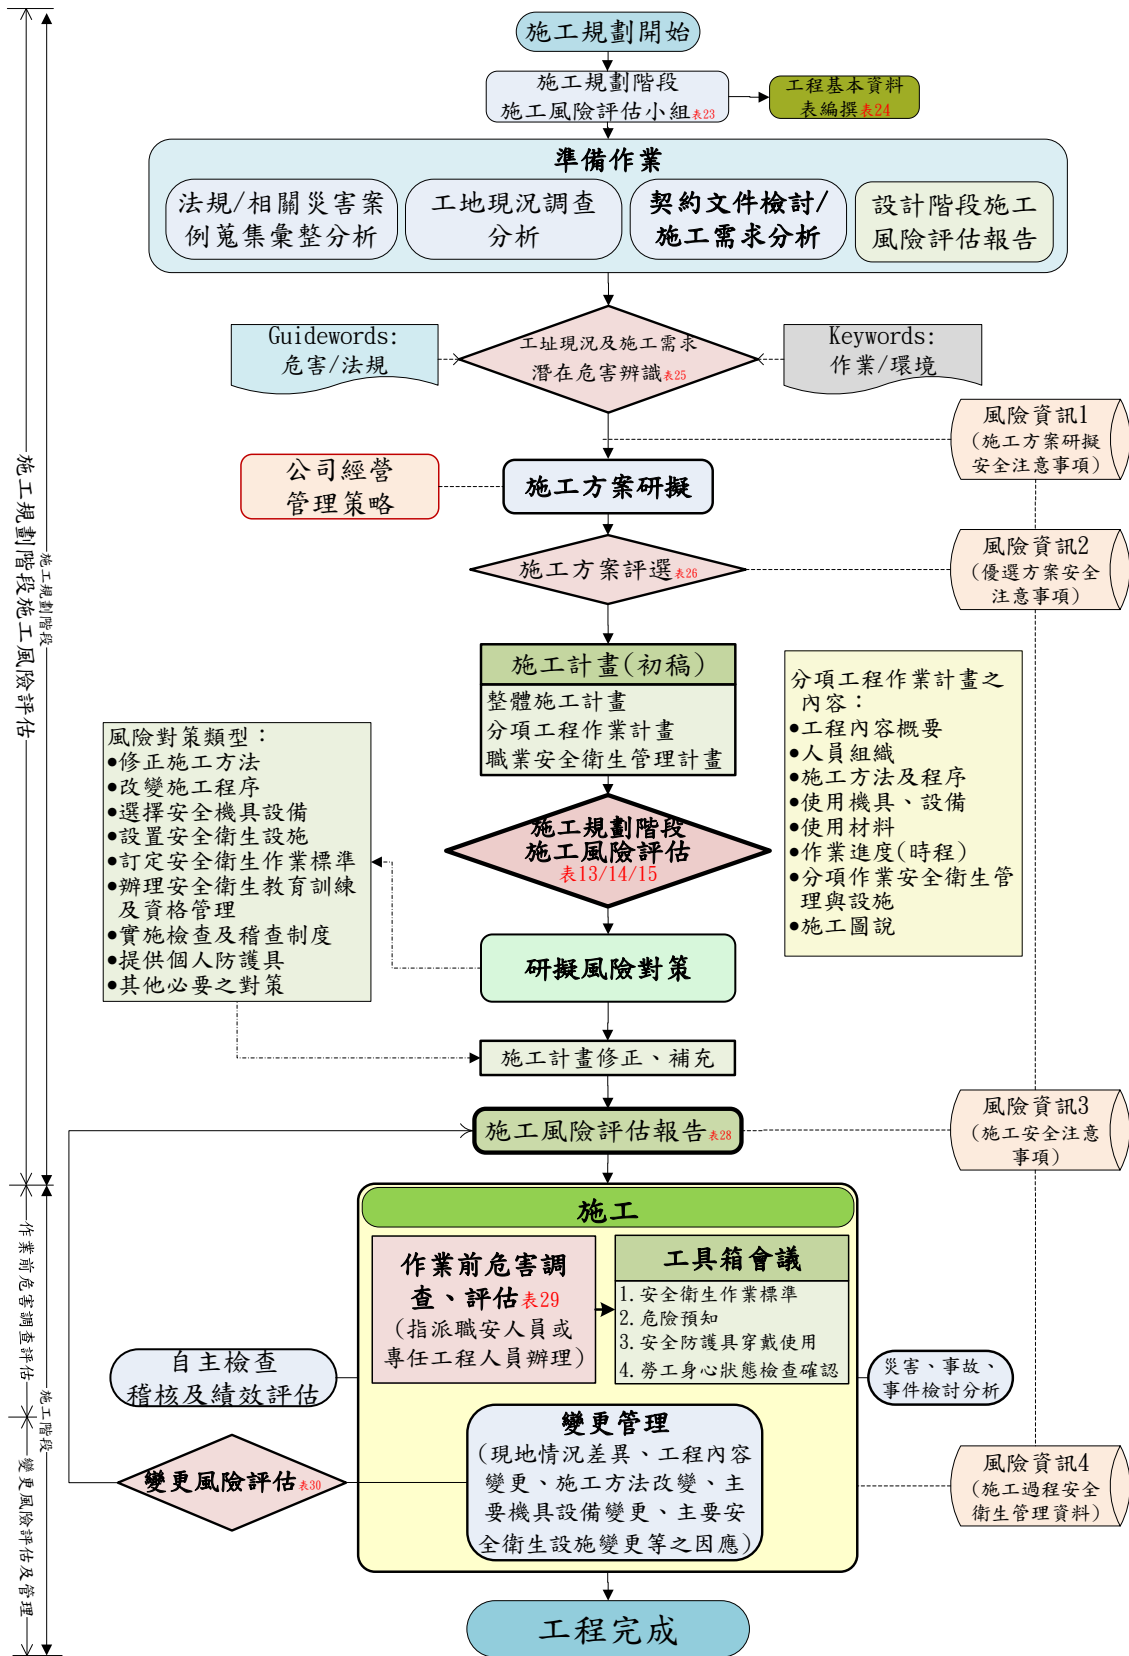 施工規劃開始
施工規劃階段
施工風險評估小組表23
工程基本資料
表編撰表24
準備作業
法規/相關災害案
例蒐集彙整分析
工地現況調查
分析
契約文件檢討/
施工需求分析
設計階段施工
風險評估報告
Guidewords:
危害/法規
工址現況及施工需求
潛在危害辨識表25
Keywords:
作業/環境
風險資訊1
(施工方案研擬
安全注意事項)
公司經營
管理策略
施工方案研擬
施工方案評選表26
風險資訊2
(優選方案安全
注意事項)
施工計畫(初稿)
整體施工計畫
分項工程作業計畫
職業安全衛生管理計畫
分項工程作業計畫之
內容：
●工程內容概要
●人員組織
●施工方法及程序
●使用機具、設備
●使用材料
●作業進度(時程)
●分項作業安全衛生管
理與設施
●施工圖說
風險對策類型：
●修正施工方法
●改變施工程序
●選擇安全機具設備
●設置安全衛生設施
●訂定安全衛生作業標準
●辦理安全衛生教育訓練
及資格管理
●實施檢查及稽查制度
●提供個人防護具
●其他必要之對策
施工規劃階段
施工風險評估
表13/14/15
研擬風險對策
施工計畫修正、補充
施工風險評估報告表28
風險資訊3
(施工安全注意
事項)
施工
作業前危害調
查、評估表29
(指派職安人員或
專任工程人員辦理)
工具箱會議
1.安全衛生作業標準
2.危險預知
3.安全防護具穿戴使用
4.勞工身心狀態檢查確認
自主檢查
稽核及績效評估
災害、事故、
事件檢討分析
變更管理
(現地情況差異、工程內容
變更、施工方法改變、主
要機具設備變更、主要安
全衛生設施變更等之因應)
變更風險評估表30
風險資訊4
(施工過程安全
衛生管理資料)
工程完成
施工規劃階段施工風險評估
施工規劃階段
作業前危害調查評估
施工階段
變更風險評估及管理